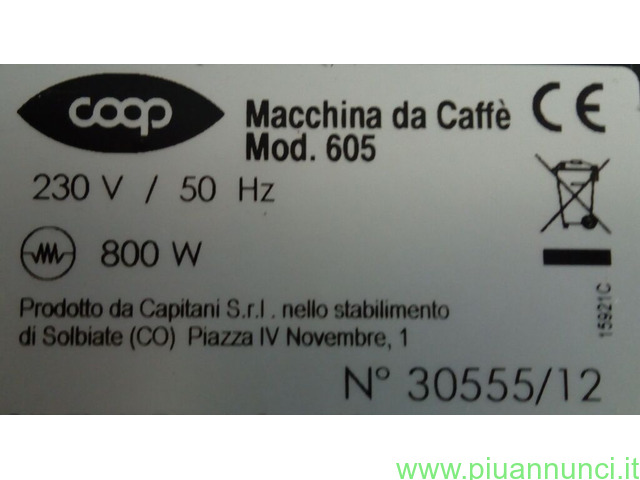 coop
Macchina da Caffè
Mod. 605
CE
230 V / 50 Hz
800 W
Prodotto da Capitani S.r.l. nello stabilimento
di Solbiate (CO) Piazza IV Novembre, 1
15921C
N° 30555/12
www.piuannunci.it